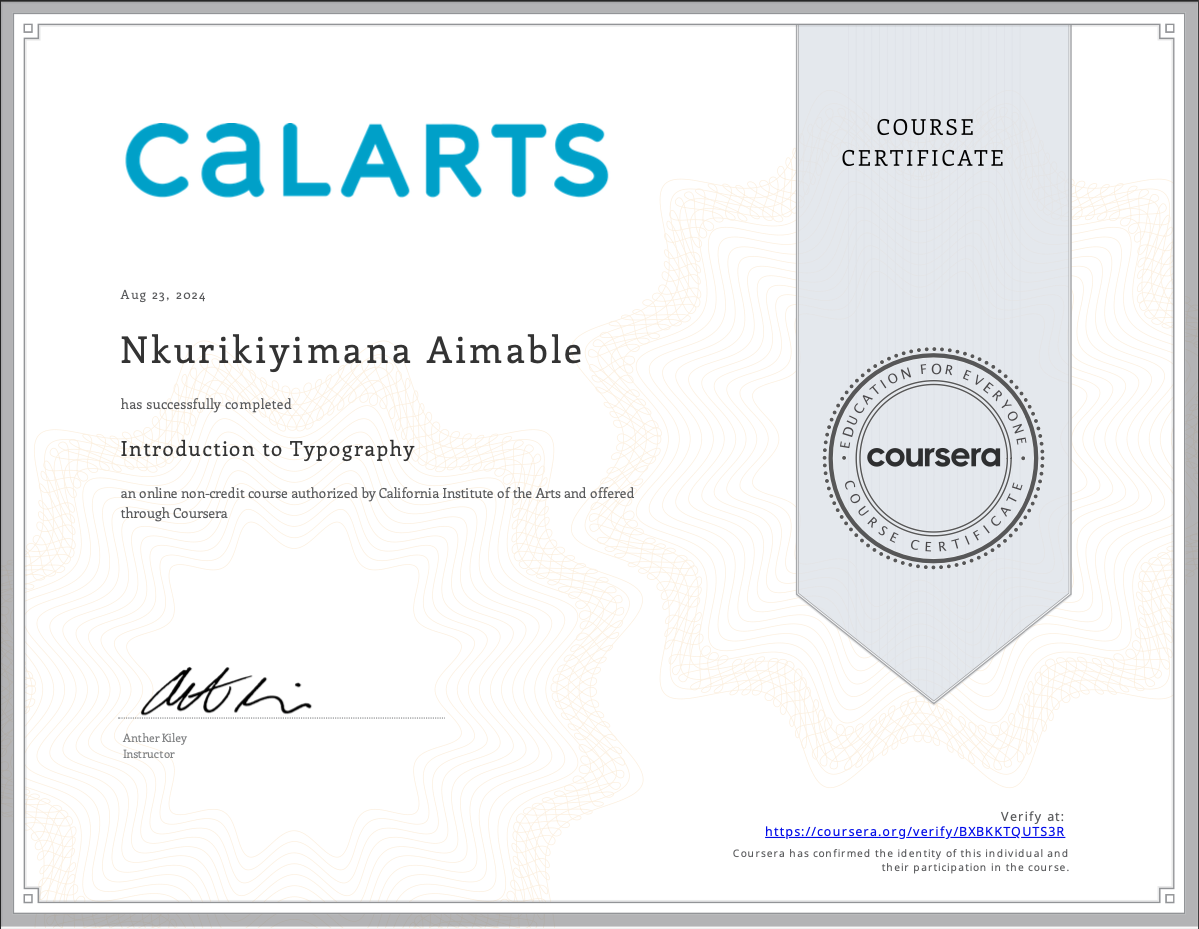 CALARTS
COURSE
CERTIFICATE
Aug 23, 2024
Nkurikiyimana Aimable
has successfully completed
Introduction to Typography
an online non-credit course authorized by California Institute of the Arts and offered
through Coursera
EDUCATION FOR EVERYONE
coursera
COURSE CERTIFICATE
Anther Kiley
Instructor
Verify at:
https://coursera.org/verify/BXBKKTQUTS3R
Coursera has confirmed the identity of this individual and
their participation in the course.